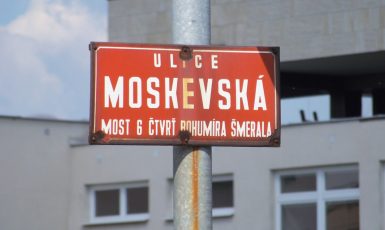 ULICE
MOSKEVSKÁ
MOST 6 ČTVRŤ BOHUMÍRA ŠMERALA